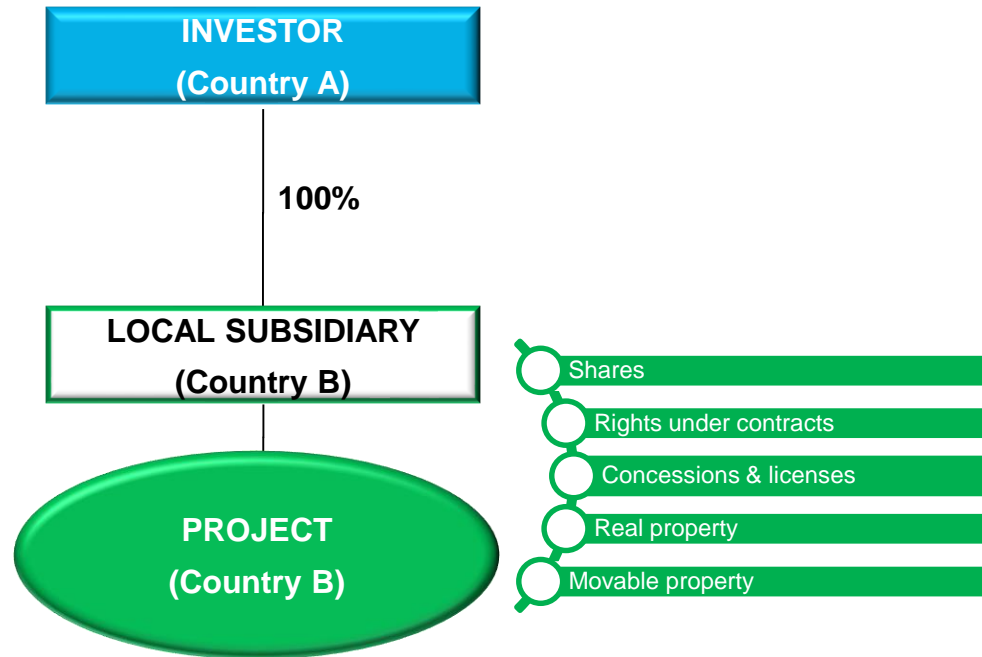 INVESTOR
(Country A)
100%
LOCAL SUBSIDIARY
(Country B)
PROJECT
(Country B)
Shares
Rights under contracts
Concessions & licenses
Real property
Movable property